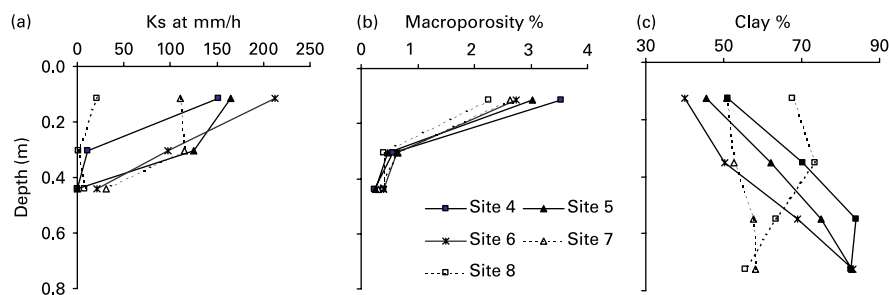 (a) Ks at mm/h
0 50 100 150 200 250
0.0
0.2
0.4
0.6
0.8
Depth (m)
(b) Macroporosity %
0 1 2 3 4
Site 4 Site 5
Site 6 Site 7
Site 8
(c) Clay %
30 50 70 90